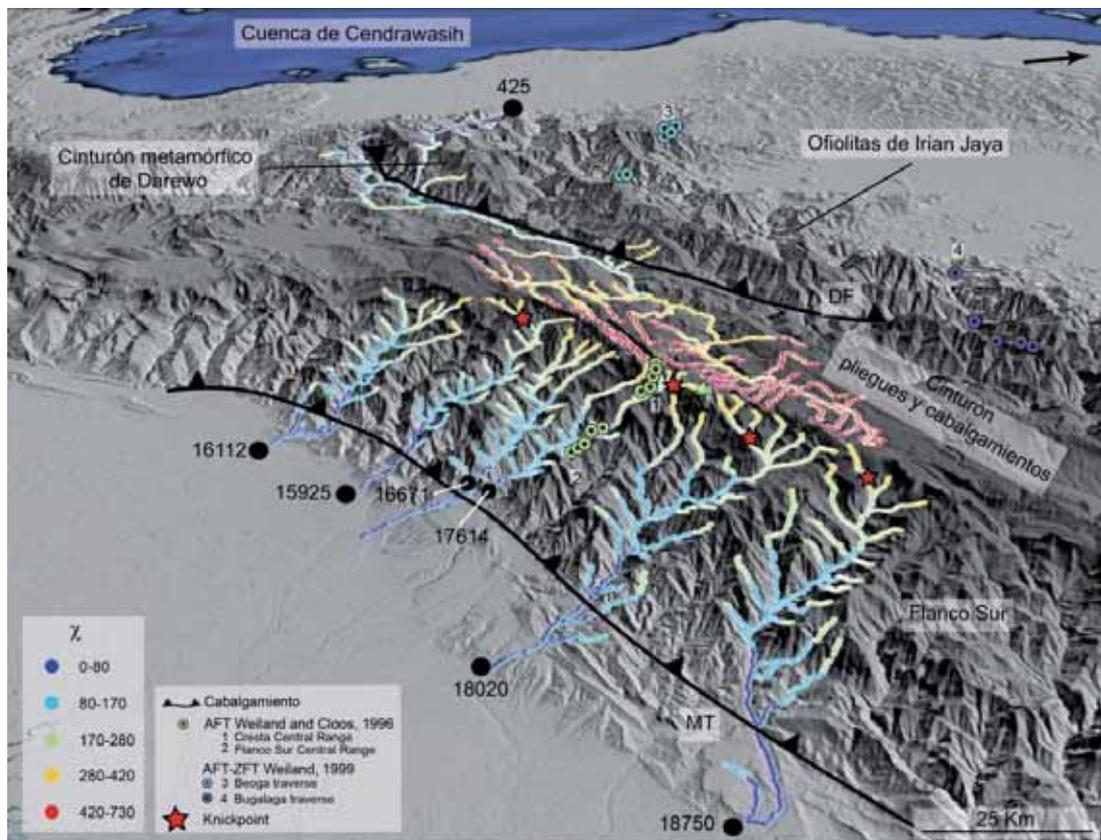 Cuenca de Cendrawasih
425
3
Cinturón metamórfico
de Darewo
Ofiolitas de Irian Jaya
4
DF
Cinturón
pliegues y cabalgamientos
1
2
16112
15925
16671
17614
Flanco Sur
18020
MT
18750
25 Km
χ
0-80
80-170
170-280
280-420
420-730
Cabalgamiento
AFT Weiland and Cloos, 1996
1 Cresta Central Range
2 Flanco Sur Central Range
AFT-ZFT Weiland, 1999
3 Beoga traverse
4 Bugalaga traverse
Knickpoint